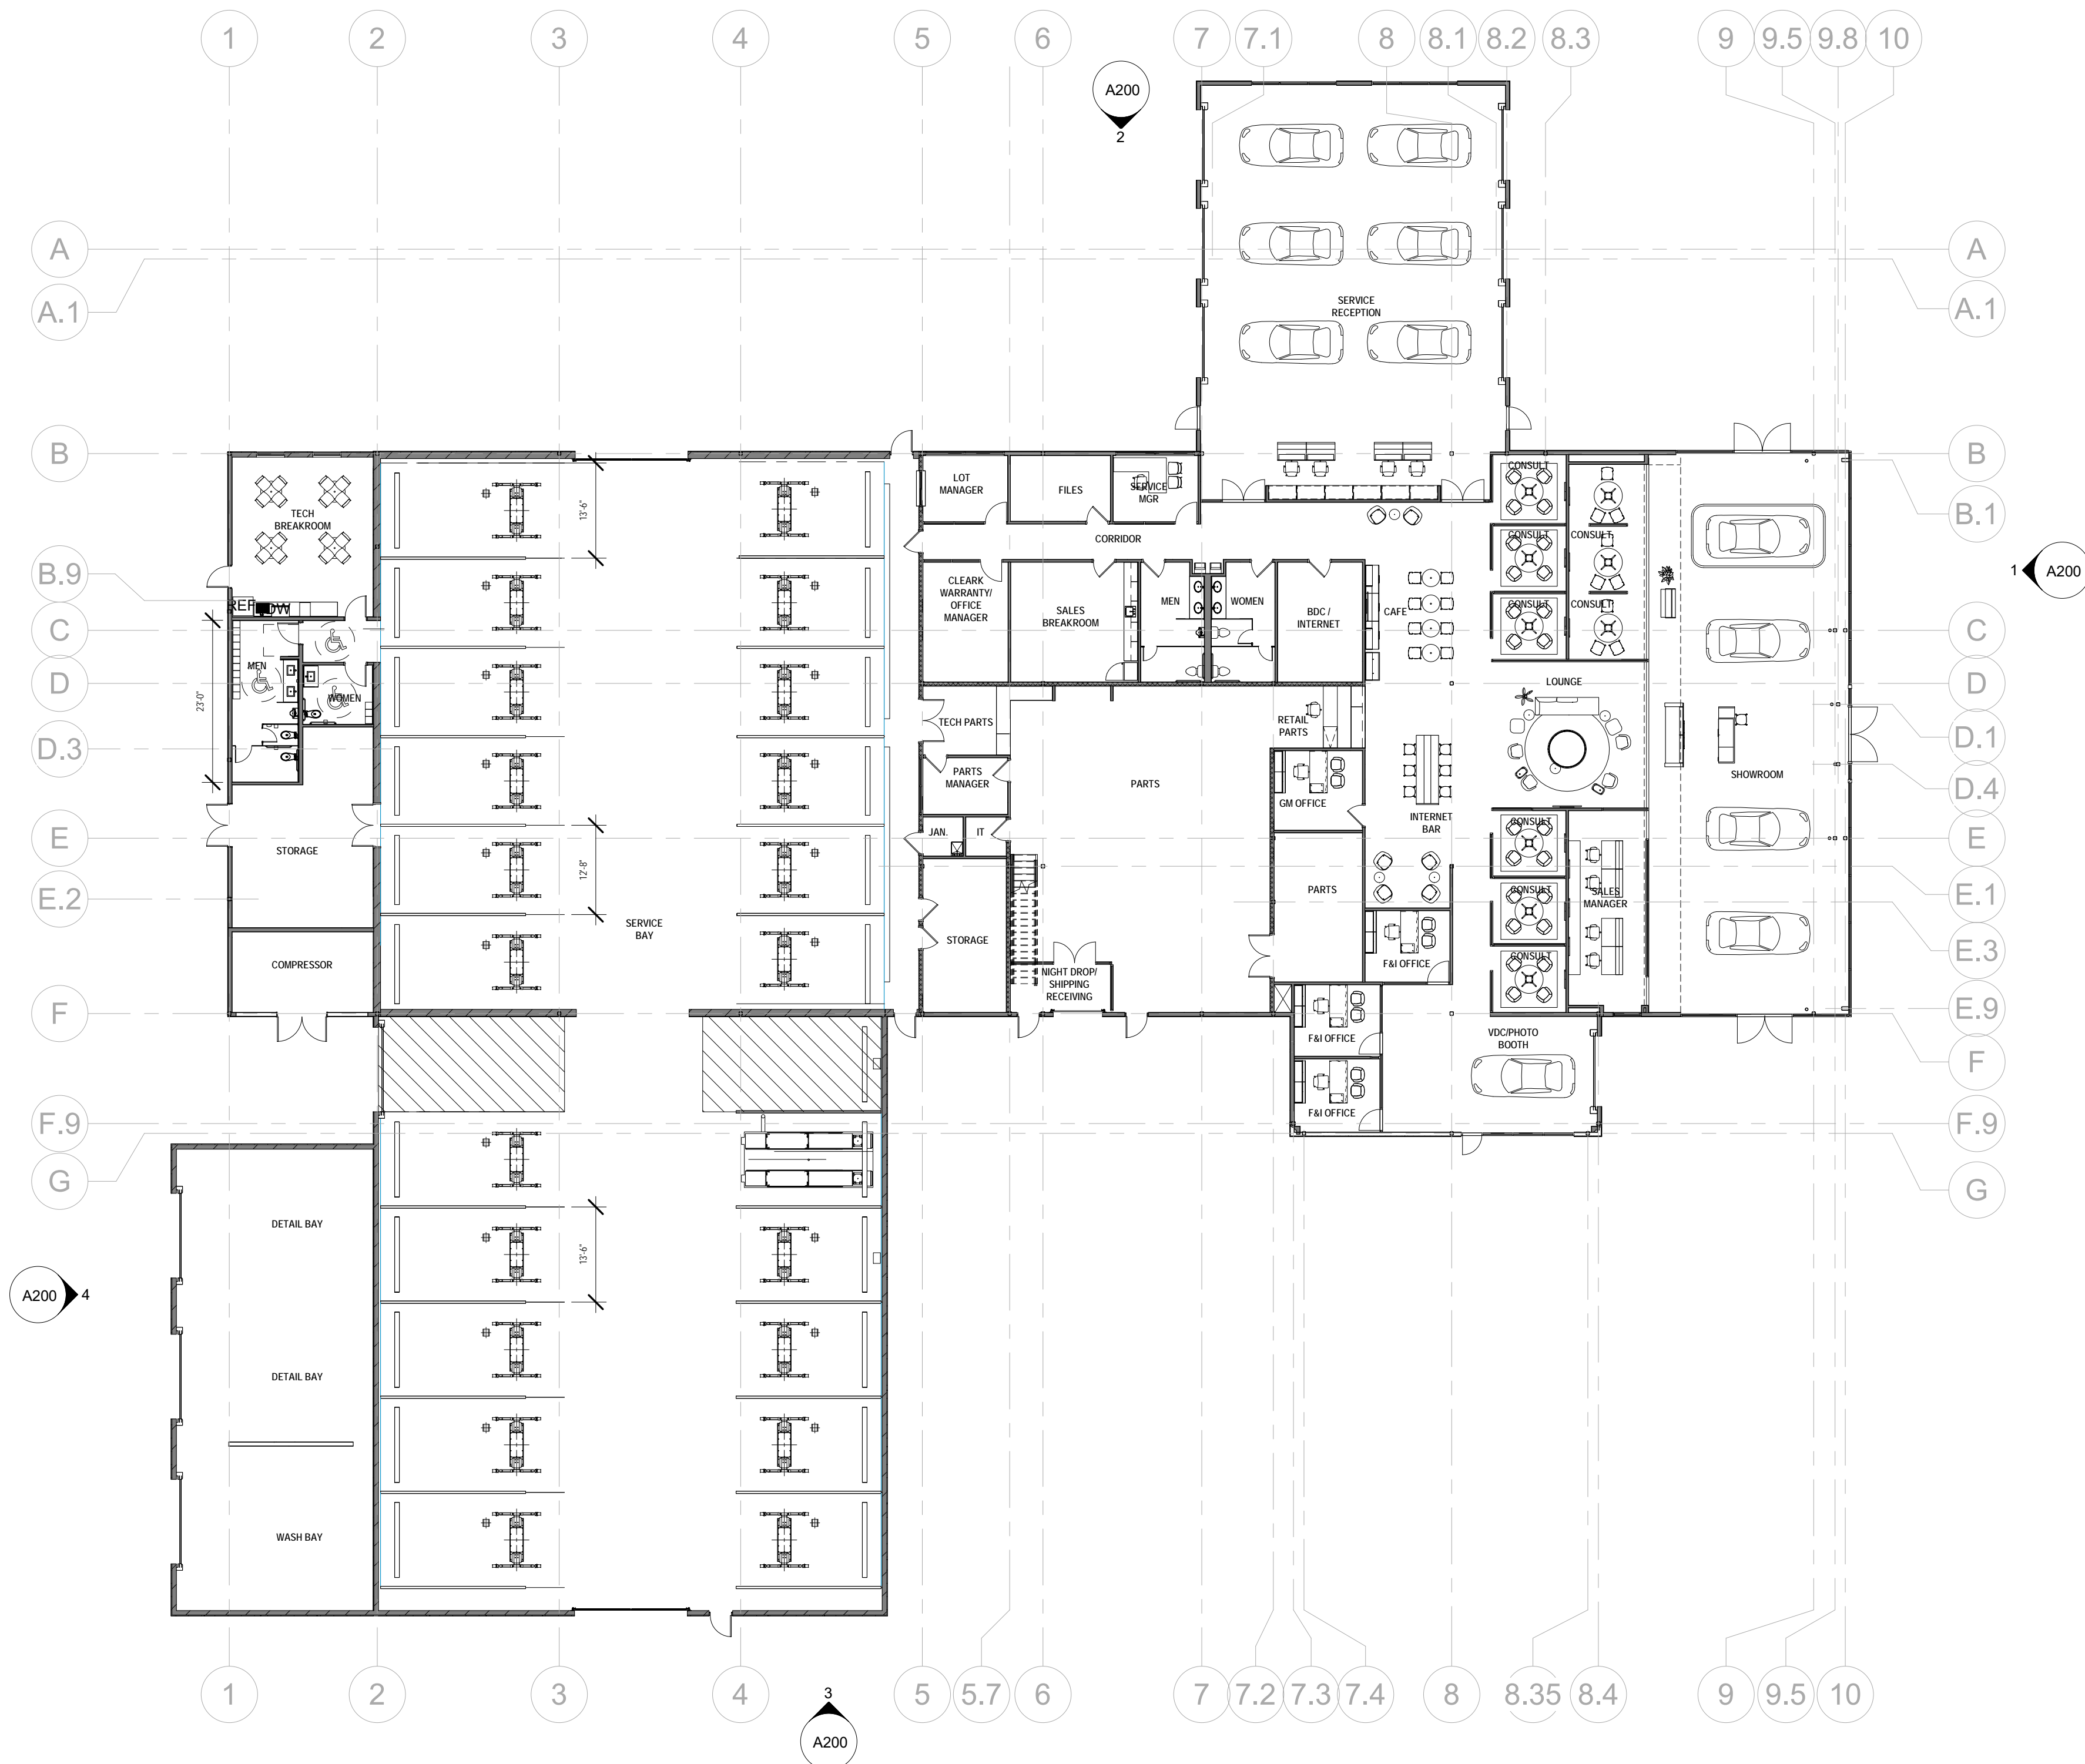 1
2
3
4
5
6
7
7.1
8
8.1
8.2
8.3
9
9.5
9.8
10
A200
2
A
A
A.1
A.1
SERVICE
RECEPTION
B
B
B.1
CONSULT
LOT
MANAGER
FILES
SERVICE
MGR
13'-6"
TECH
BREAKROOM
CORRIDOR
CONSULT
CONSULT
1
A200
B.9
CLEARK
WARRANTY/
OFFICE
MANAGER
SALES
BREAKROOM
MEN
WOMEN
BDC /
INTERNET
CAFE
CONSULT
CONSULT
REF
DW
C
C
MEN
WOMEN
23'-0"
D
D
LOUNGE
TECH PARTS
RETAIL
PARTS
D.1
D.3
PARTS
MANAGER
PARTS
SHOWROOM
D.4
GM OFFICE
INTERNET
BAR
CONSULT
JAN.
IT
E
E
STORAGE
12'-8"
PARTS
CONSULT
SALES
MANAGER
E.1
E.2
SERVICE
BAY
STORAGE
E.3
COMPRESSOR
F&I OFFICE
CONSULT
NIGHT DROP/
SHIPPING
RECEIVING
E.9
F
F
F&I OFFICE
VDC/PHOTO
BOOTH
F&I OFFICE
F.9
F.9
G
G
DETAIL BAY
13'-6"
A200
4
DETAIL BAY
WASH BAY
1
2
3
4
5
5.7
6
7
7.2
7.3
7.4
8
8.35
8.4
9
9.5
10
3
A200